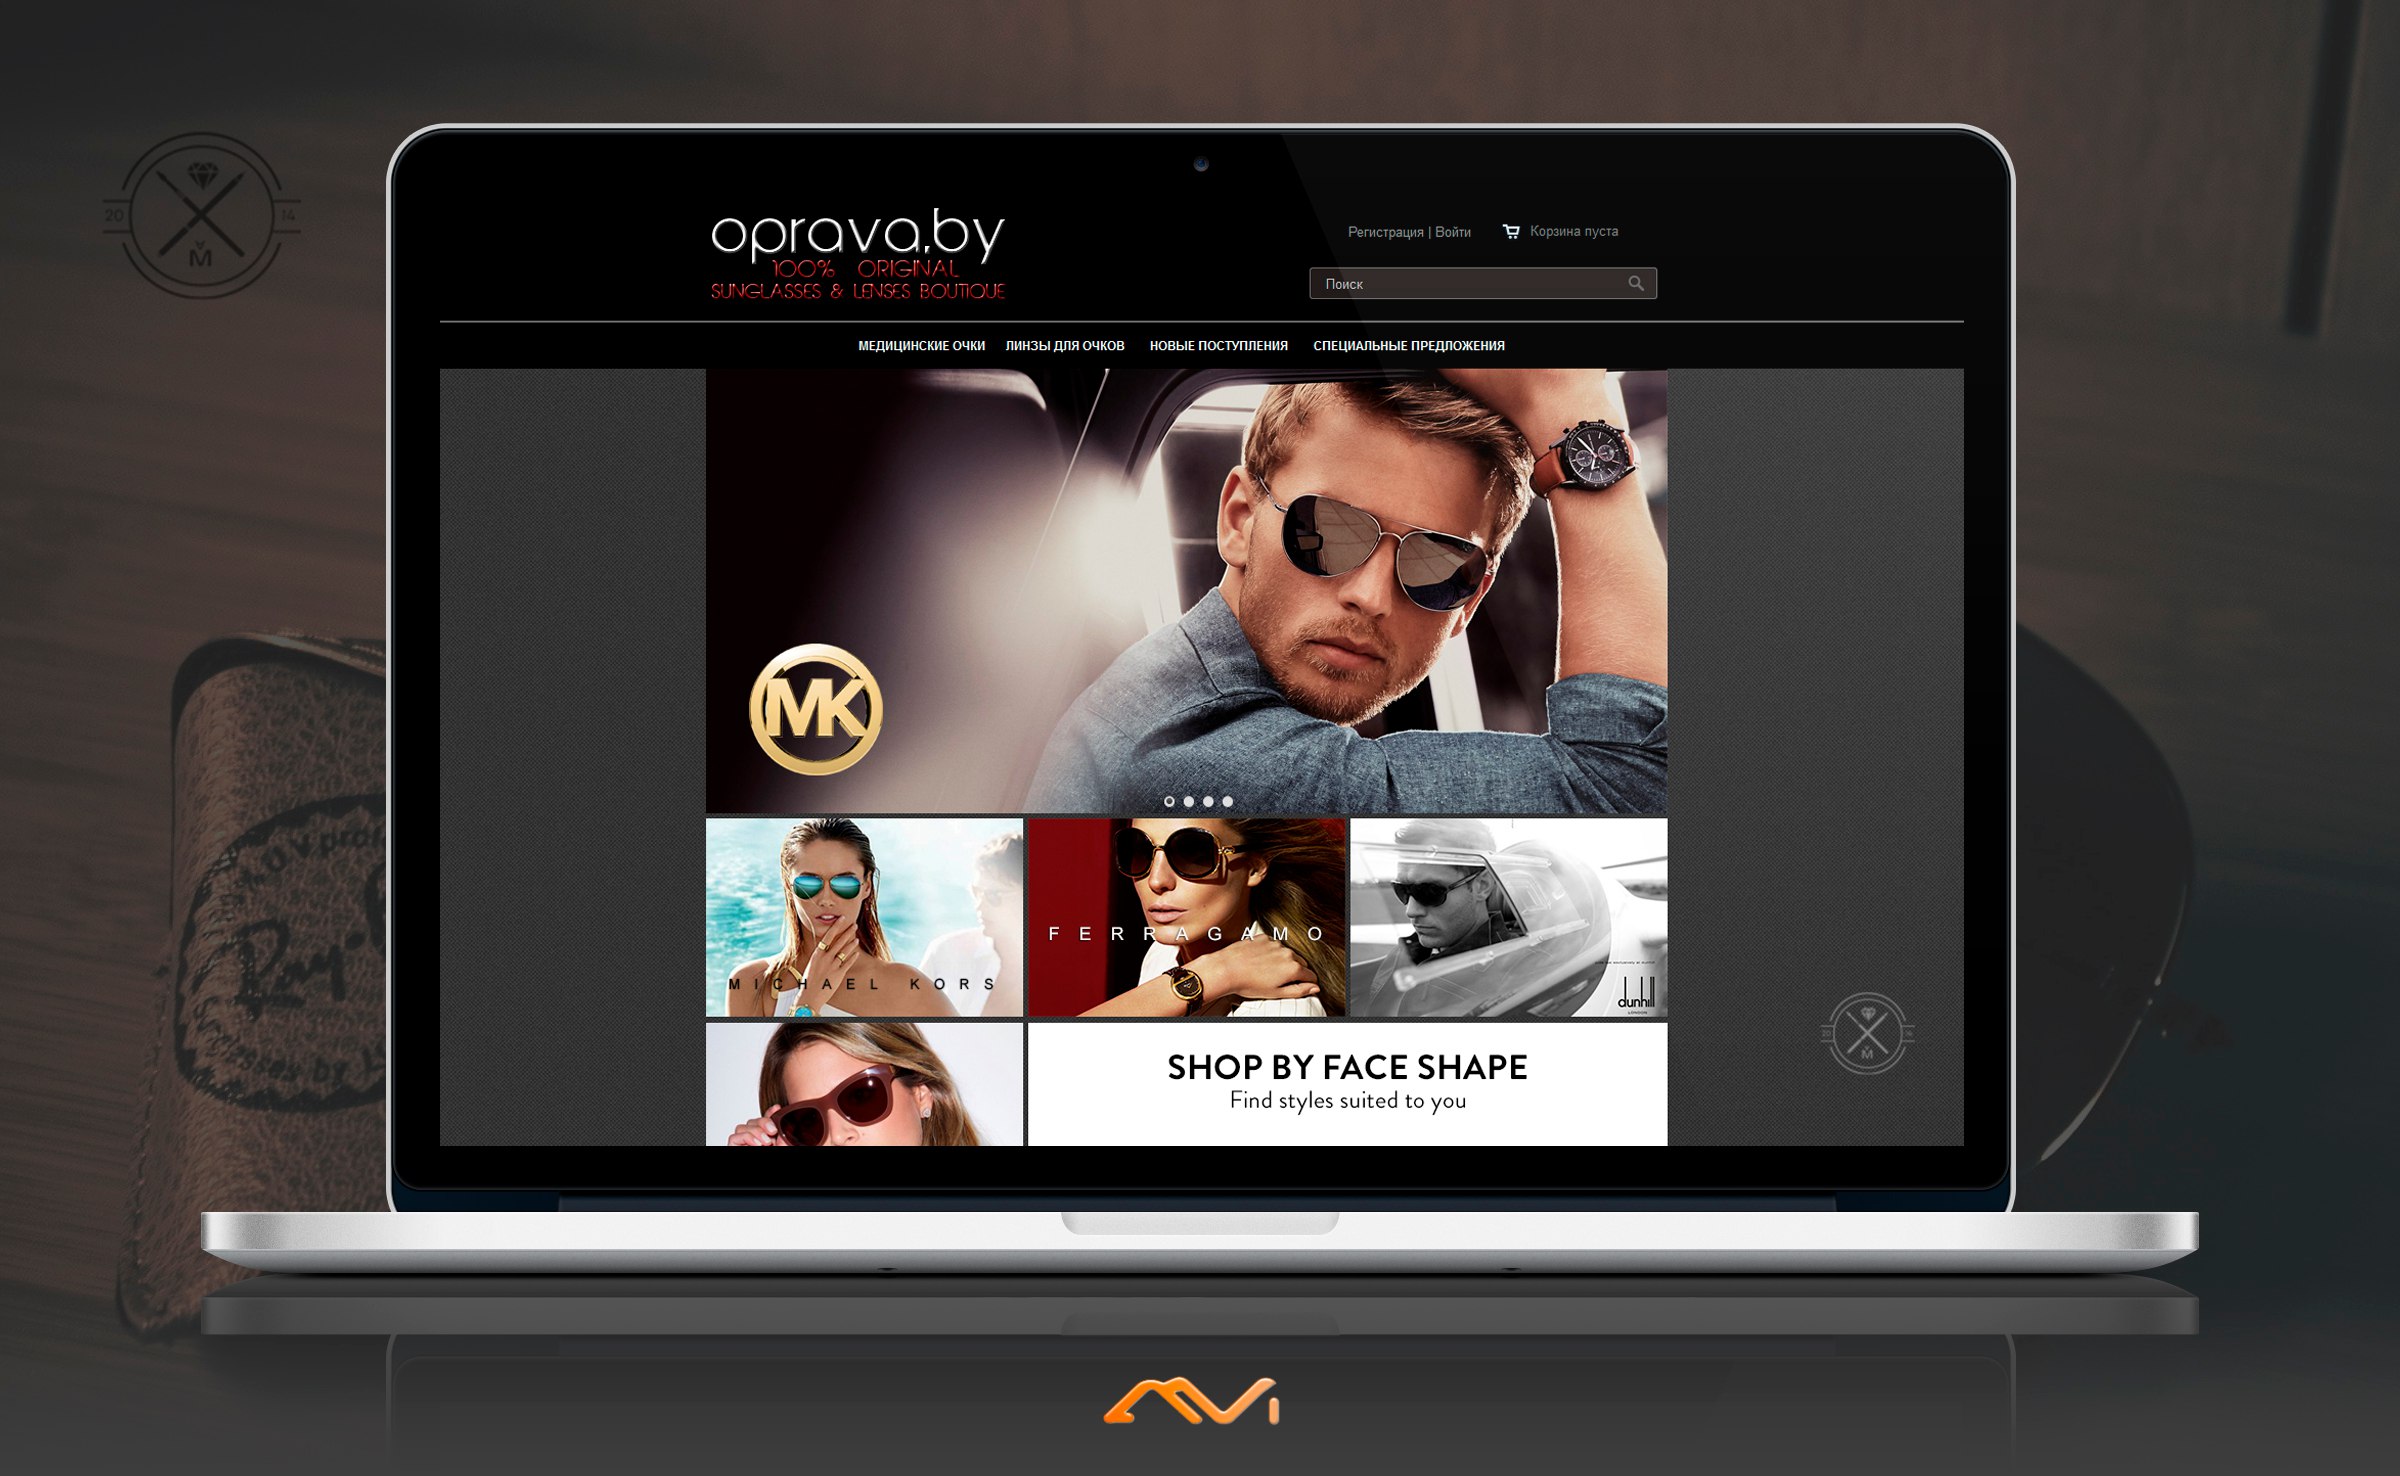 20 14
M
oprava.by
100% ORIGINAL
SUNGLASSES & LENSES BOUTIQUE
Регистрация | Войти
Корзина пуста
Поиск
МЕДИЦИНСКИЕ ОЧКИ ЛИНЗЫ ДЛЯ ОЧКОВ НОВЫЕ ПОСТУПЛЕНИЯ СПЕЦИАЛЬНЫЕ ПРЕДЛОЖЕНИЯ
MK
MICHAEL KORS
FERRAGAMO
dunhill
LONDON
SHOP BY FACE SHAPE
Find styles suited to you
M
AVi